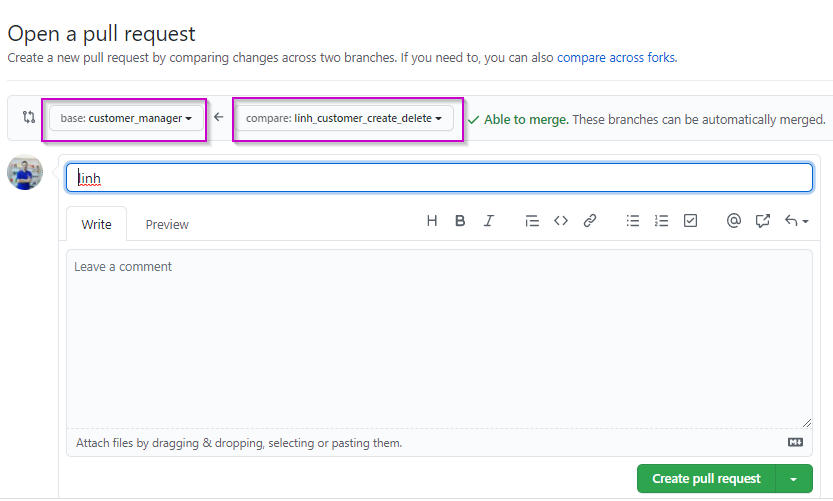 Open a pull request
Create a new pull request by comparing changes across two branches. If you need to, you can also compare across forks.
base: customer_manager compare: linh_customer_create_delete Able to merge. These branches can be automatically merged.
linh
Write Preview H B I
Leave a comment
Attach files by dragging & dropping, selecting or pasting them.
Create pull request